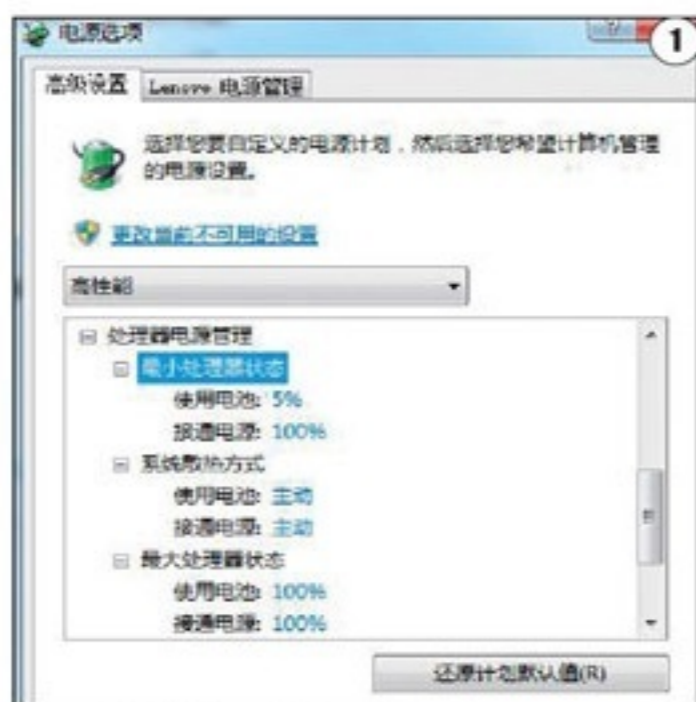 电源选项
1
高级设置 Lenovo 电源管理
选择您要自定义的电源计划，然后选择您希望计算机管理
的电源设置。
更改当前不可用的设置
高性能
处理器电源管理
最小处理器状态
使用电池: 5%
接通电源: 100%
系统散热方式
使用电池: 主动
接通电源: 主动
最大处理器状态
使用电池: 100%
接通电源: 100%
还原计划默认值(R)